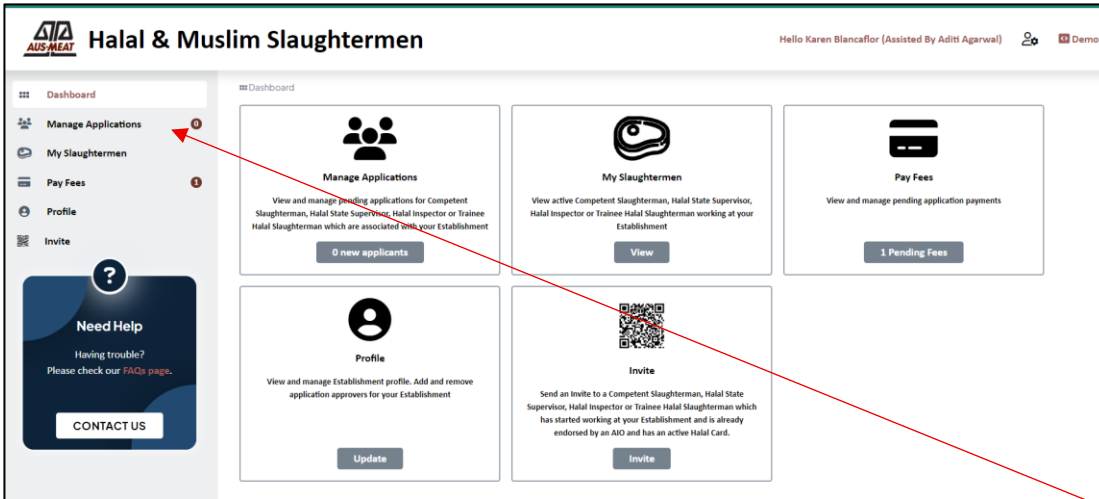 AUS-MEAT
Halal & Muslim Slaughtermen
Hello Karen Blancaflor (Assisted By Aditi Agarwal)
Demo
Dashboard
Manage Applications 0
My Slaughtermen
Pay Fees 1
Profile
Invite
?
Need Help
Having trouble?
Please check our FAQs page.
CONTACT US
Dashboard
Manage Applications
View and manage pending applications for Competent
Slaughterman, Halal State Supervisor, Halal Inspector or Trainee
Halal Slaughterman which are associated with your Establishment
0 new applicants
My Slaughtermen
View active Competent Slaughterman, Halal State Supervisor,
Halal Inspector or Trainee Halal Slaughterman working at your
Establishment
View
Pay Fees
View and manage pending application payments
1 Pending Fees
Profile
View and manage Establishment profile. Add and remove
application approvers for your Establishment
Update
Invite
Send an Invite to a Competent Slaughterman, Halal State
Supervisor, Halal Inspector or Trainee Halal Slaughterman which
has started working at your Establishment and is already
endorsed by an AIO and has an active Halal Card.
Invite